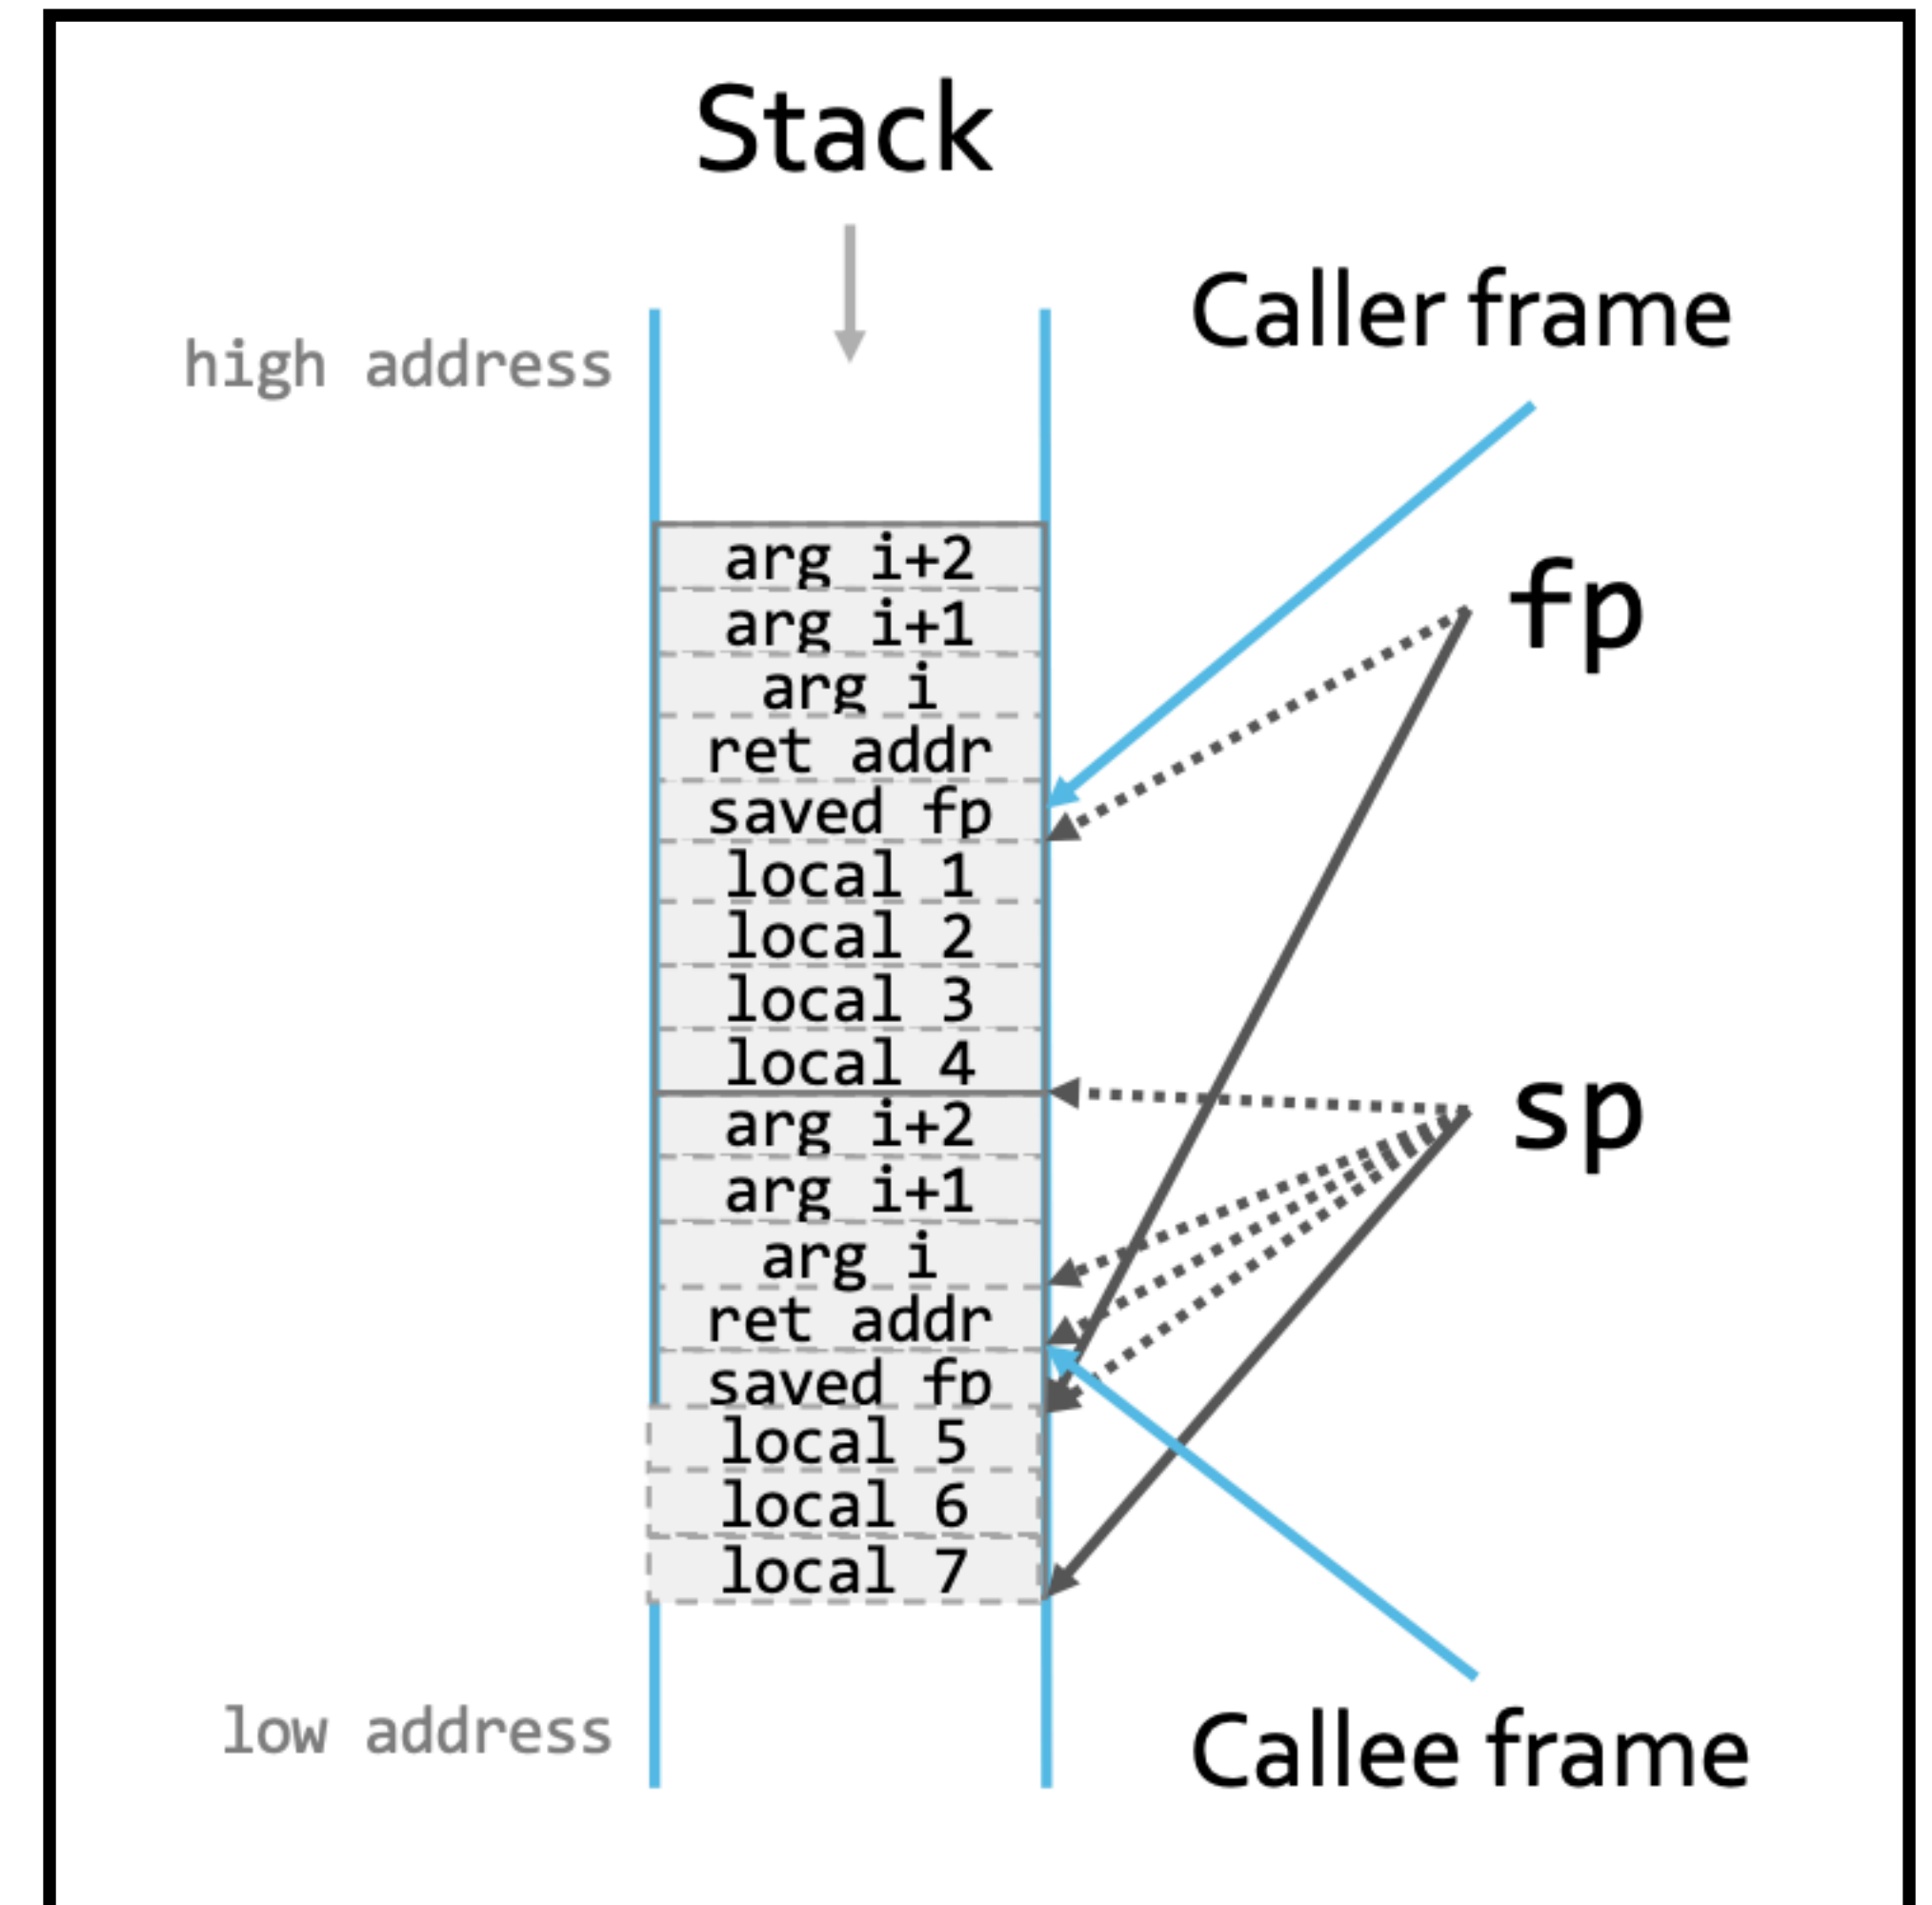 Stack
Caller frame
high address
arg i+2
arg i+1
fp
arg i
ret addr
saved fp
local 1
local 2
local 3
local 4
sp
arg i+2
arg i+1
arg i
ret addr
saved fp
local 5
local 6
local 7
low address
Callee frame